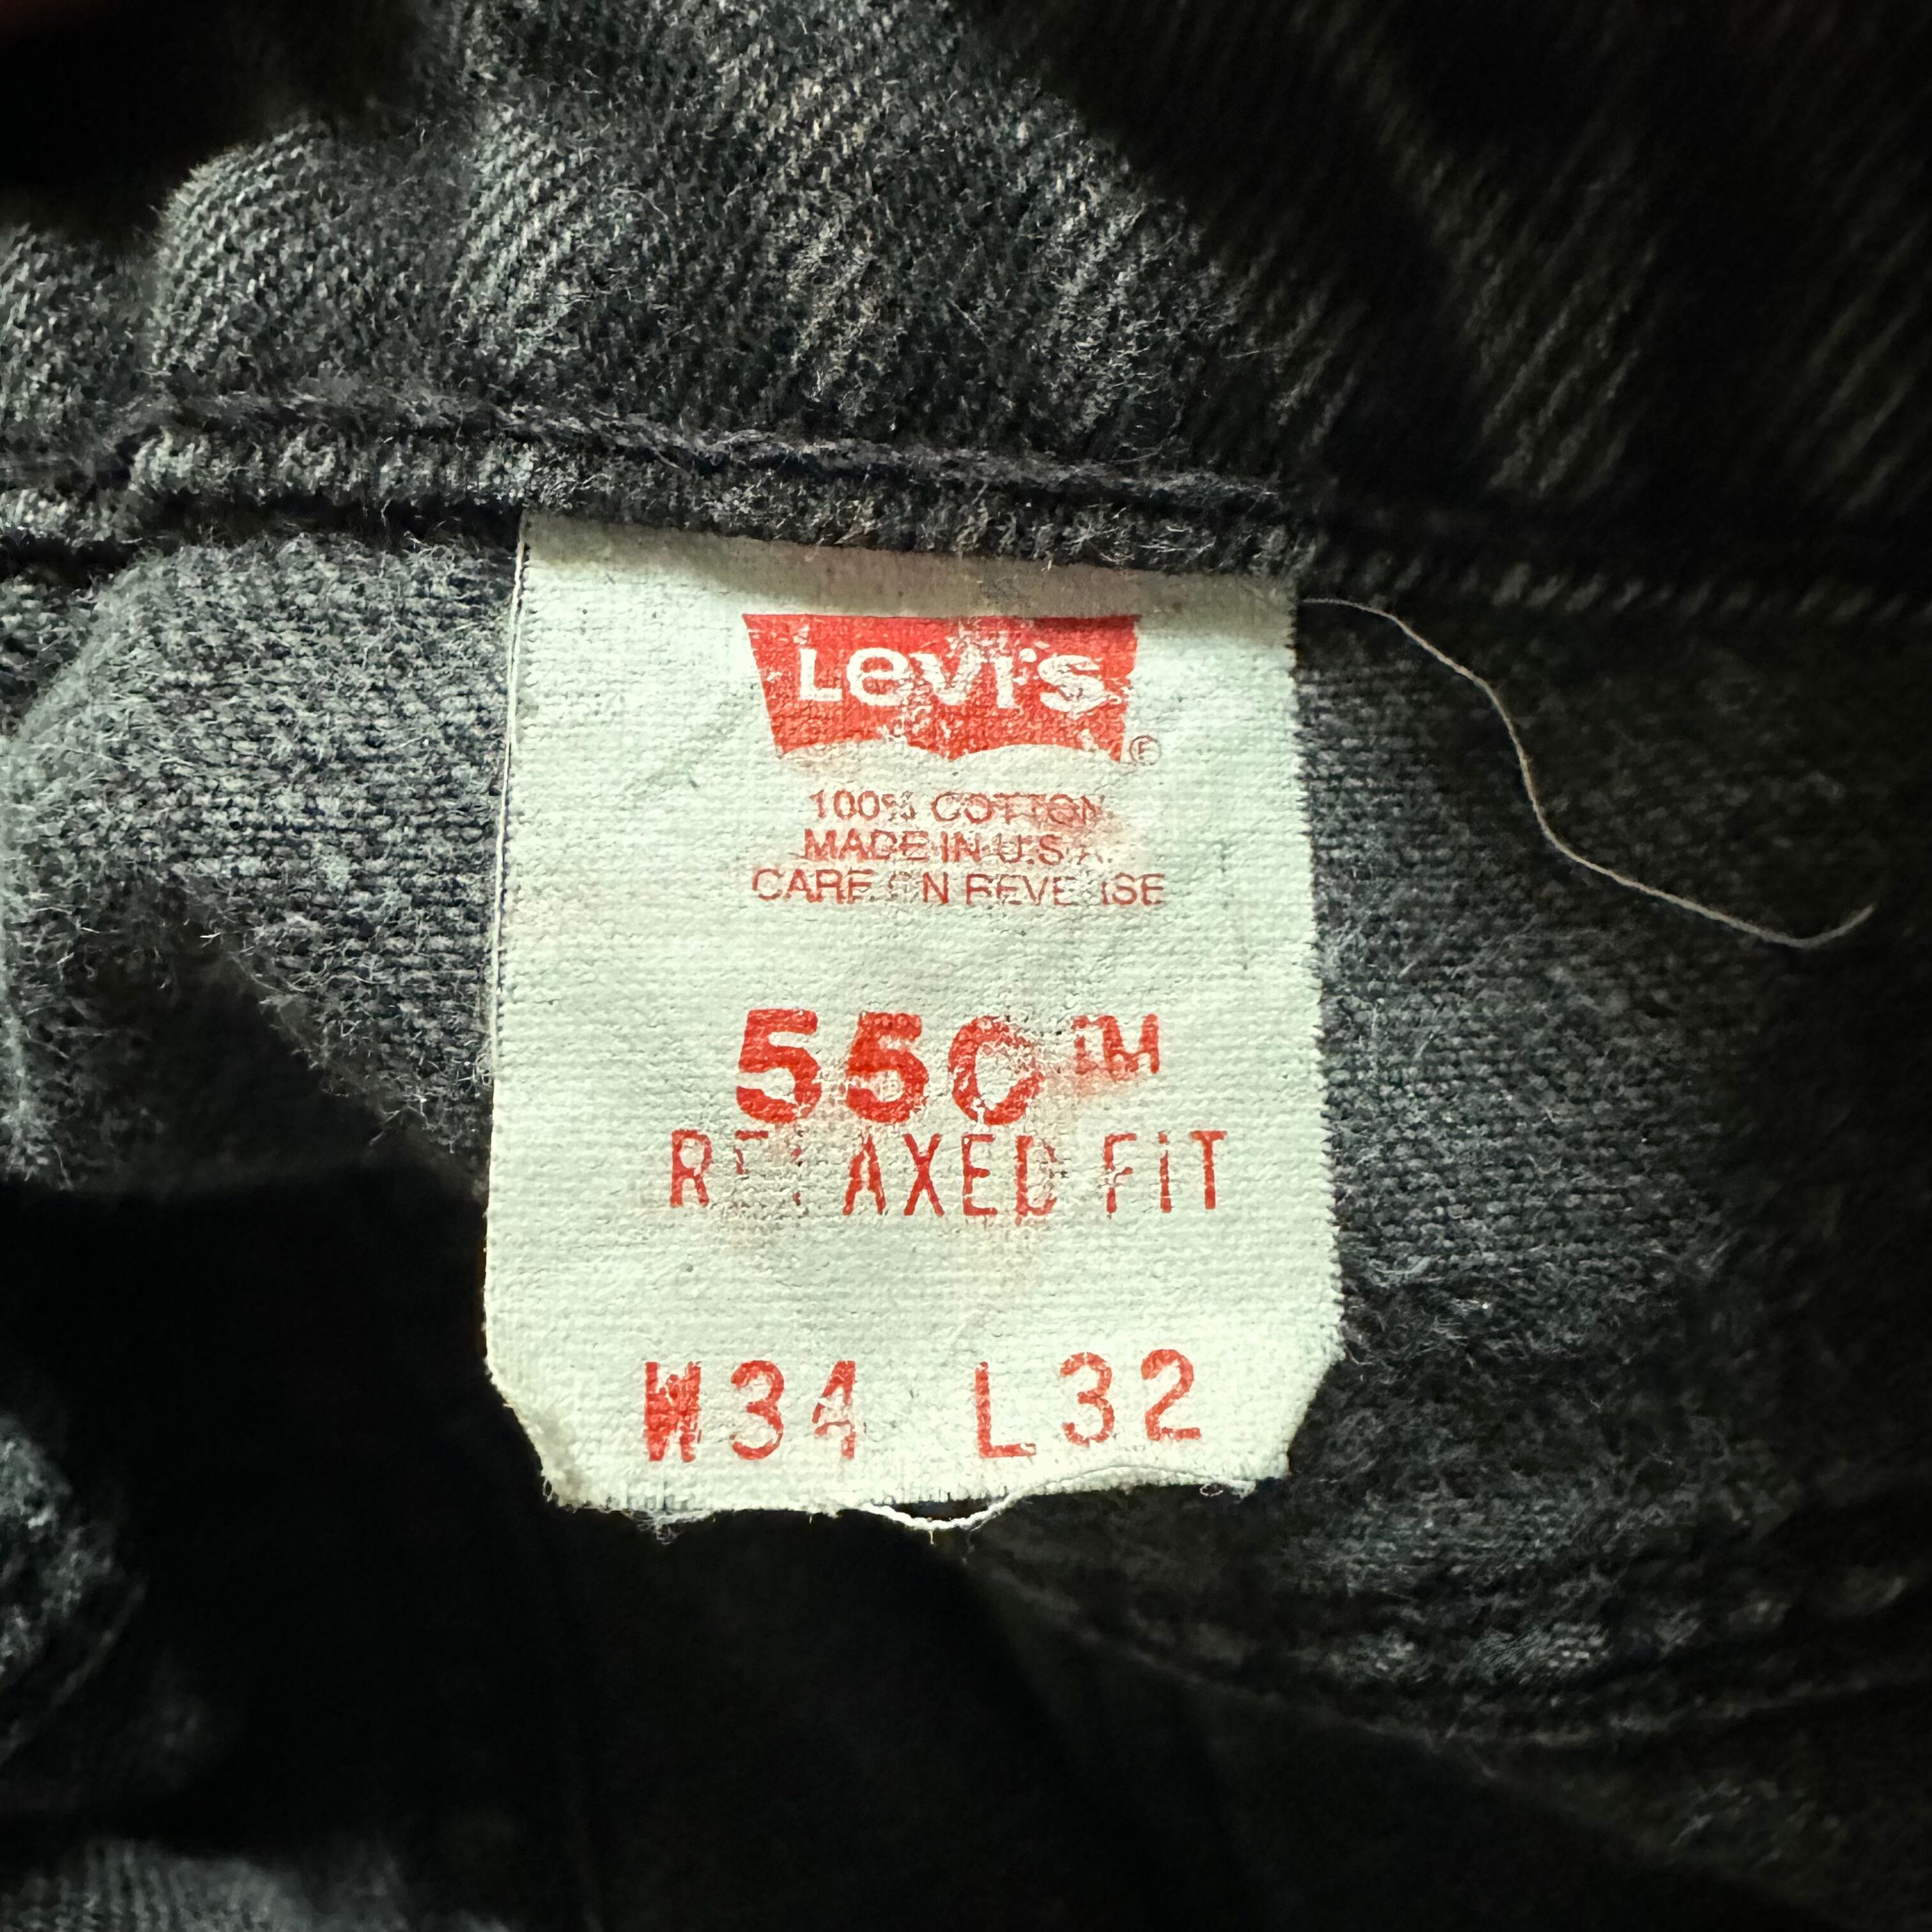 Levi's ®
100% COTTON
MADE IN U.S.A.
CARE ON REVERSE
550™
RELAXED FIT
W34 L32